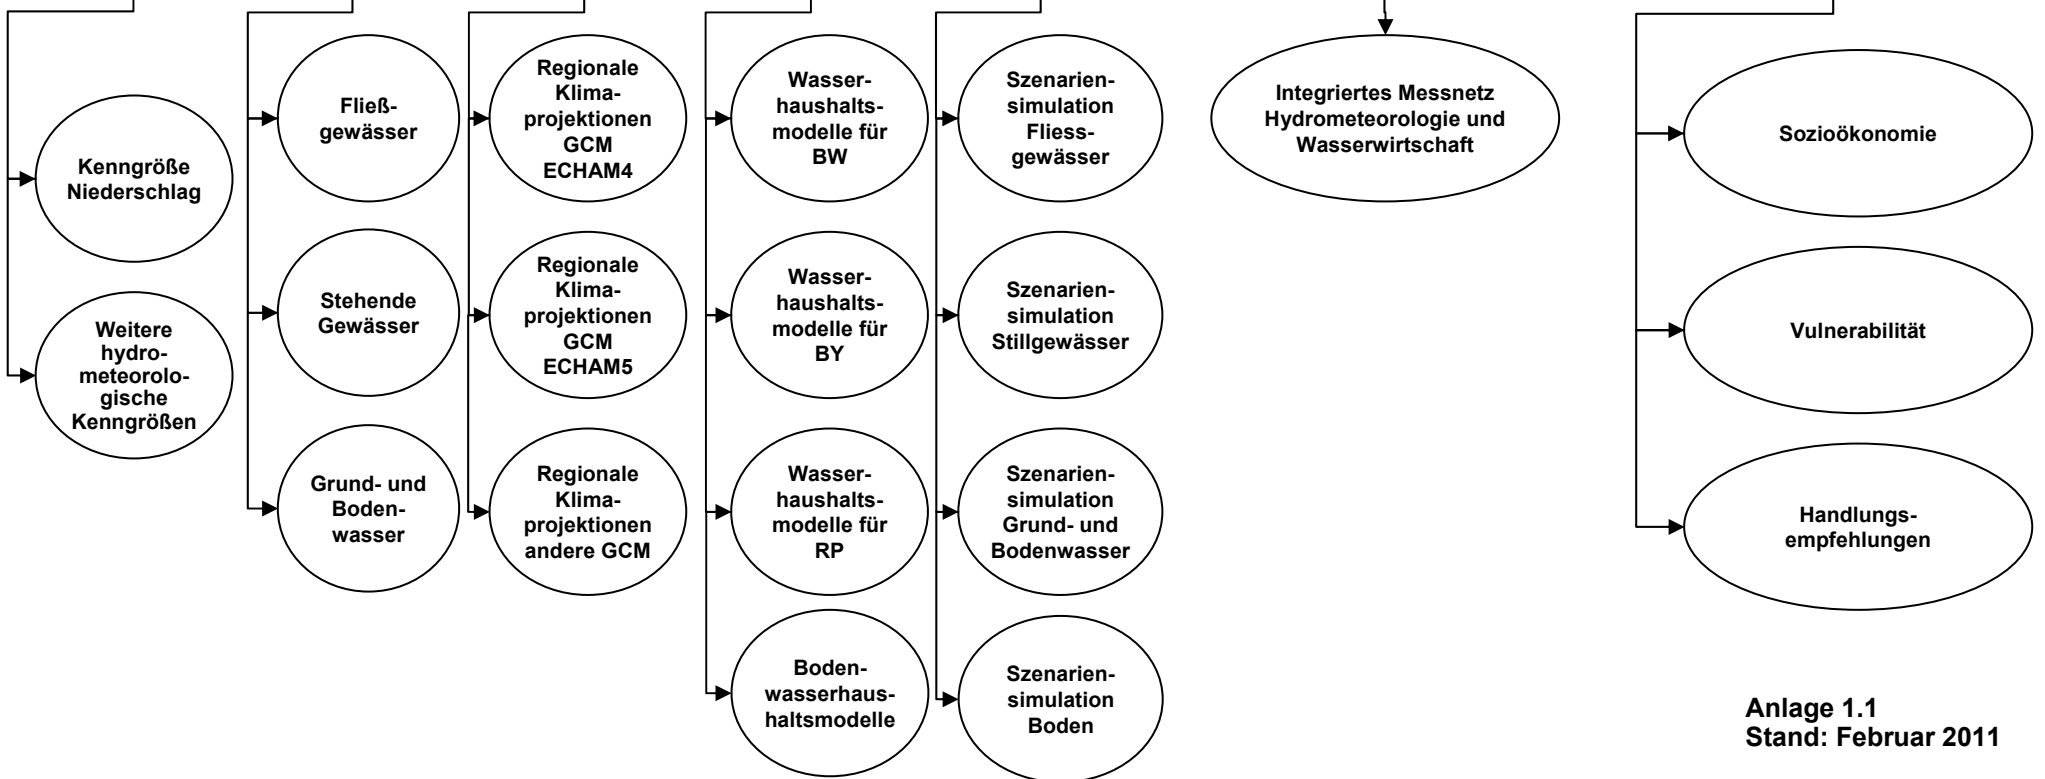 Kenngröße
Niederschlag
Weitere
hydro-
meteorolo-
gische
Kenngrößen
Fließ-
gewässer
Stehende
Gewässer
Grund- und
Boden-
wasser
Regionale
Klima-
projektionen
GCM
ECHAM4
Regionale
Klima-
projektionen
GCM
ECHAM5
Regionale
Klima-
projektionen
andere GCM
Wasser-
haushalts-
modelle für
BW
Wasser-
haushalts-
modelle für
BY
Wasser-
haushalts-
modelle für
RP
Boden-
wasserhaus-
haltsmodelle
Szenarien-
simulation
Fliess-
gewässer
Szenarien-
simulation
Stillgewässer
Szenarien-
simulation
Grund- und
Bodenwasser
Szenarien-
simulation
Boden
Integriertes Messnetz
Hydrometeorologie und
Wasserwirtschaft
Sozioökonomie
Vulnerabilität
Handlungs-
empfehlungen
Anlage 1.1
Stand: Februar 2011